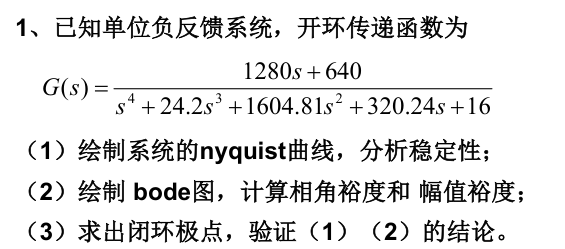 1、已知单位负反馈系统，开环传递函数为
G(s) = \frac{1280s + 640}{s^4 + 24.2s^3 + 1604.81s^2 + 320.24s + 16}
（1）绘制系统的nyquist曲线，分析稳定性；
（2）绘制 bode图，计算相角裕度和 幅值裕度；
（3）求出闭环极点，验证（1）（2）的结论。